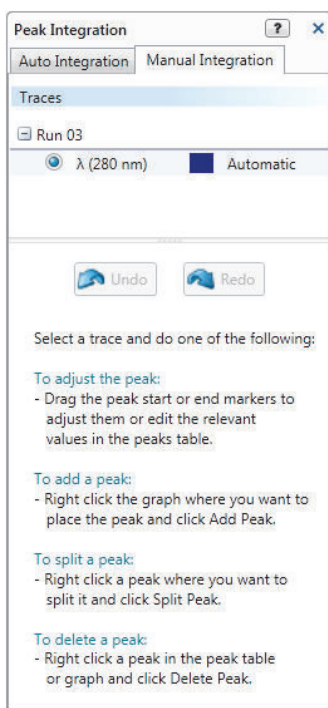 Peak Integration ? ×
Auto Integration Manual Integration
Traces
Run 03
λ (280 nm) Automatic
Undo Redo
Select a trace and do one of the following:
To adjust the peak:
- Drag the peak start or end markers to
adjust them or edit the relevant
values in the peaks table.
To add a peak:
- Right click the graph where you want to
place the peak and click Add Peak.
To split a peak:
- Right click a peak where you want to
split it and click Split Peak.
To delete a peak:
- Right click a peak in the peak table
or graph and click Delete Peak.